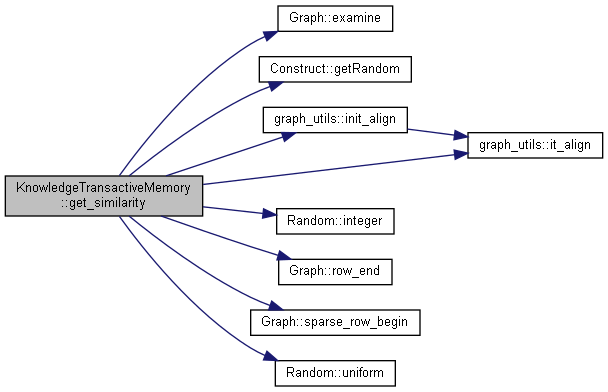 Graph::examine
Construct::getRandom
graph_utils::init_align
graph_utils::it_align
KnowledgeTransactiveMemory
::get_similarity
Random::integer
Graph::row_end
Graph::sparse_row_begin
Random::uniform